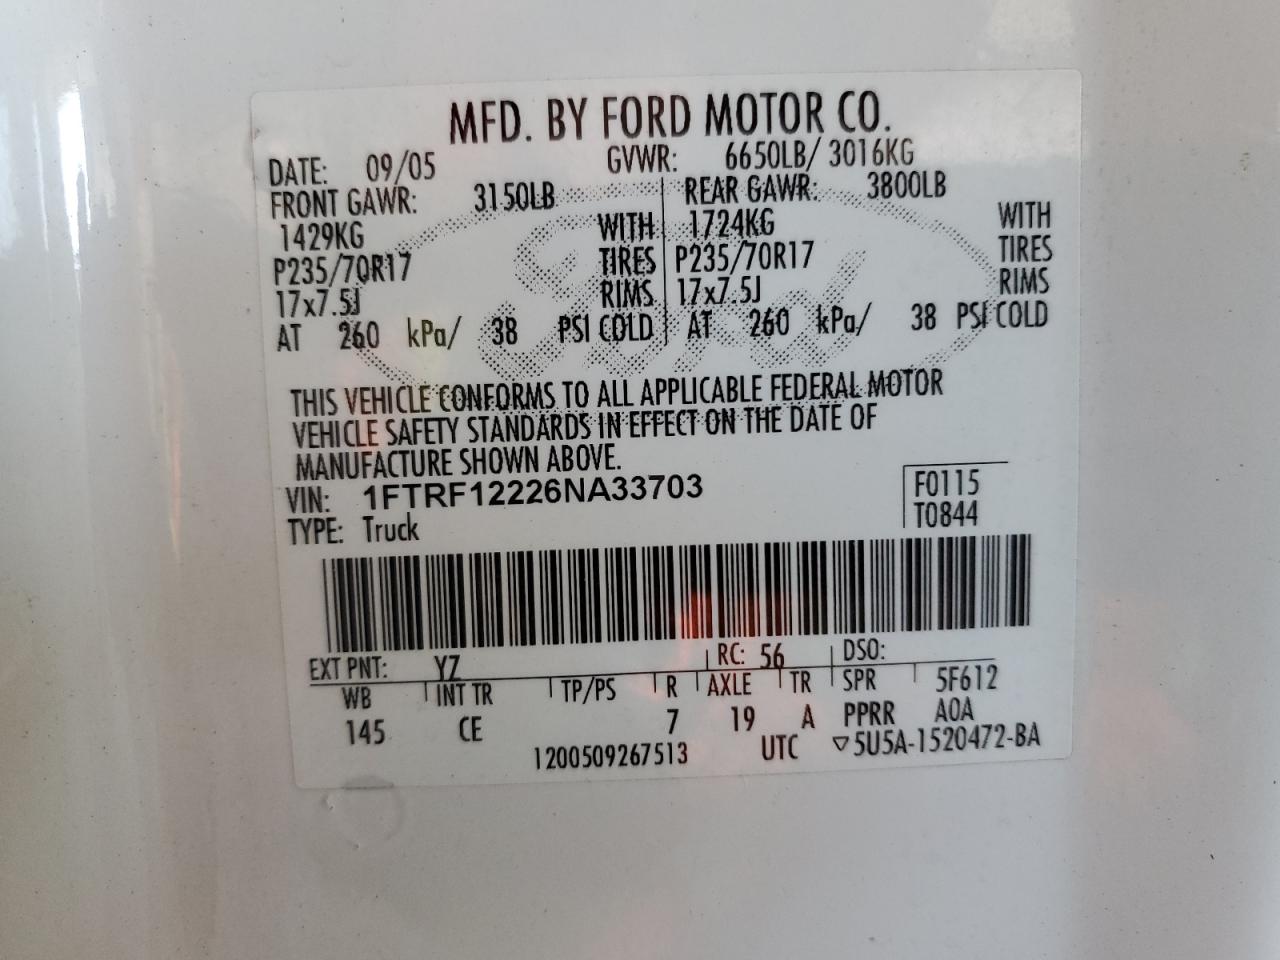 MFD. BY FORD MOTOR CO.
DATE: 09/05 GVWR: 6650LB/ 3016KG
FRONT GAWR: 3150LB REAR GAWR: 3800LB
1429KG WITH 1724KG WITH
P235/70R17 TIRES P235/70R17 TIRES
17x7.5J RIMS 17x7.5J RIMS
AT 260 kPa/ 38 PSI COLD AT 260 kPa/ 38 PSI COLD
Ford
THIS VEHICLE CONFORMS TO ALL APPLICABLE FEDERAL MOTOR
VEHICLE SAFETY STANDARDS IN EFFECT ON THE DATE OF
MANUFACTURE SHOWN ABOVE.
VIN: 1FTRF12226NA33703 F0115
TYPE: Truck T0844
EXT PNT: YZ RC: 56 DSO:
WB INT TR TP/PS R AXLE TR SPR 5F612
145 CE 7 19 A PPRR A0A
1200509267513 UTC ▽5U5A-1520472-BA